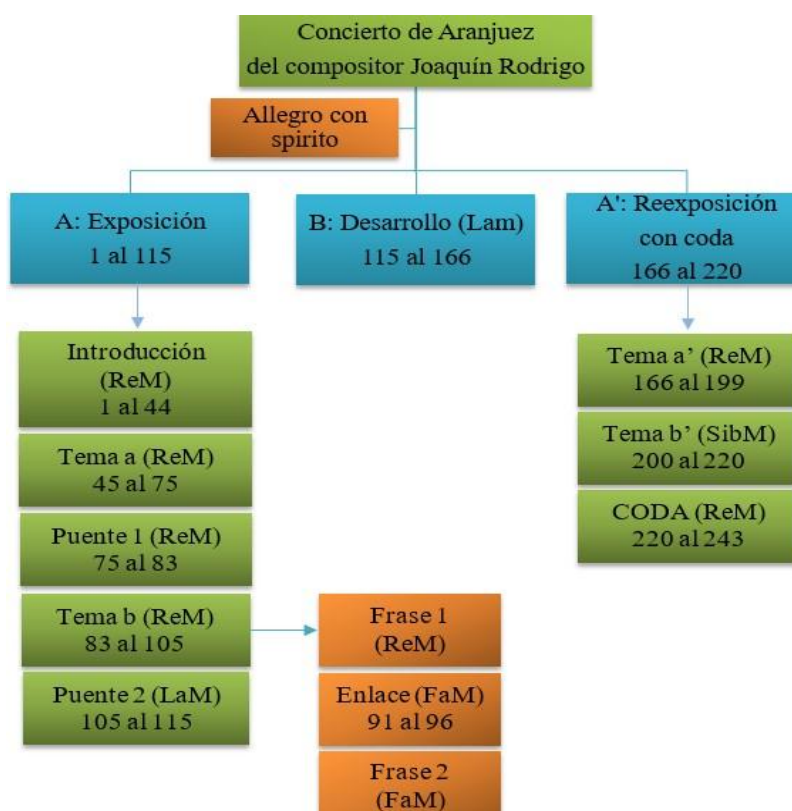 Concierto de Aranjuez
del compositor Joaquín Rodrigo
Allegro con
spirito
A: Exposición
1 al 115
B: Desarrollo (Lam)
115 al 166
A': Reexposición
con coda
166 al 220
Introducción
(ReM)
1 al 44
Tema a (ReM)
45 al 75
Puente 1 (ReM)
75 al 83
Tema b (ReM)
83 al 105
Puente 2 (LaM)
105 al 115
Frase 1
(ReM)
Enlace (FaM)
91 al 96
Frase 2
(FaM)
Tema a’ (ReM)
166 al 199
Tema b’ (SibM)
200 al 220
CODA (ReM)
220 al 243